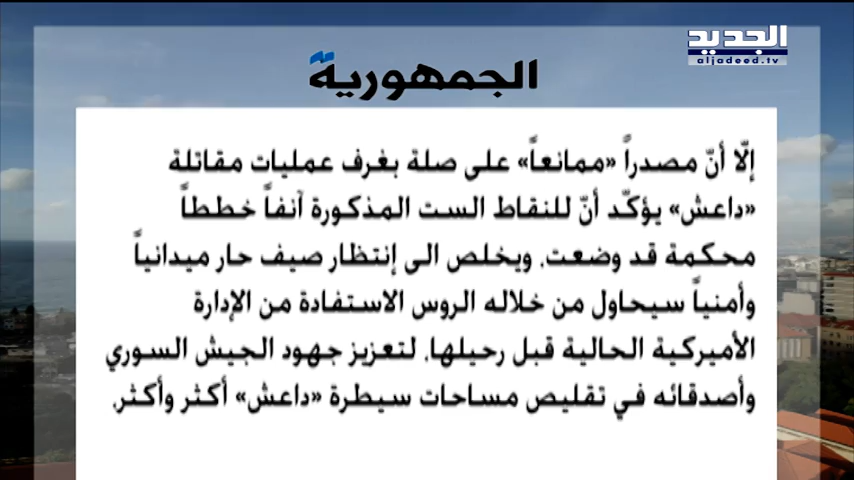 الجديد
aljadeed.tv
الجمهورية
إلّا أنّ مصدراً «ممانعاً» على صلة بغرف عمليات مقاتلة
«داعش» يؤكّد أنّ للنقاط الست المذكورة آنفاً خططاً
محكمة قد وضعت، ويخلص الى إنتظار صيف حار ميدانياً
وأمنياً سيحاول من خلاله الروس الاستفادة من الإدارة
الأميركية الحالية قبل رحيلها، لتعزيز جهود الجيش السوري
وأصدقائه في تقليص مساحات سيطرة «داعش» أكثر وأكثر.